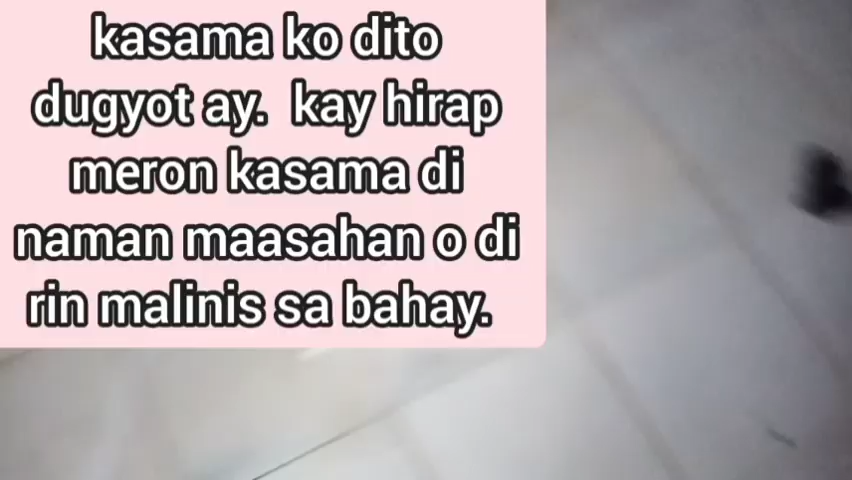 kasama ko dito
dugyot ay. kay hirap
meron kasama di
naman maasahan o di
rin malinis sa bahay.